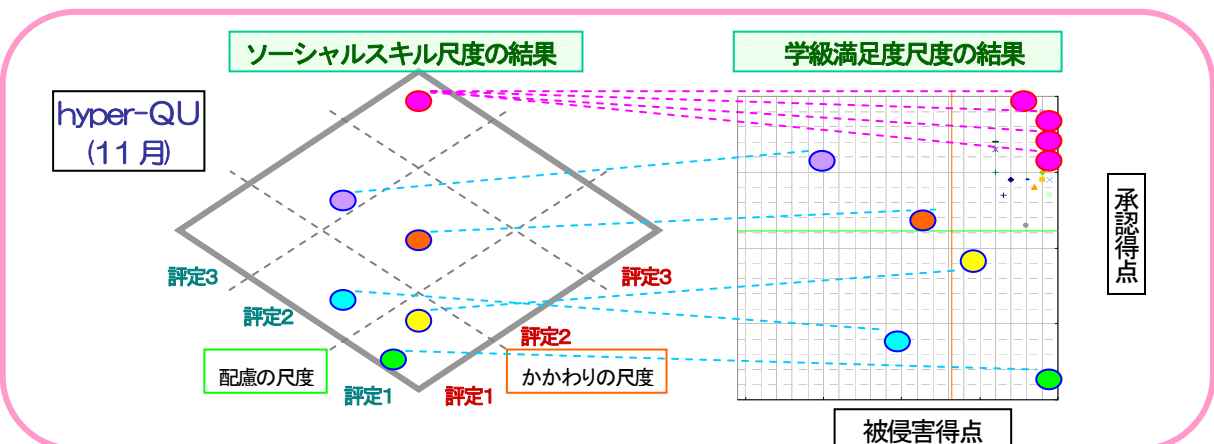 ソーシャルスキル尺度の結果
学級満足度尺度の結果
hyper-QU
(11月)
承認得点
評定3
評定3
評定2
評定2
配慮の尺度
かかわりの尺度
評定1
評定1
被侵害得点